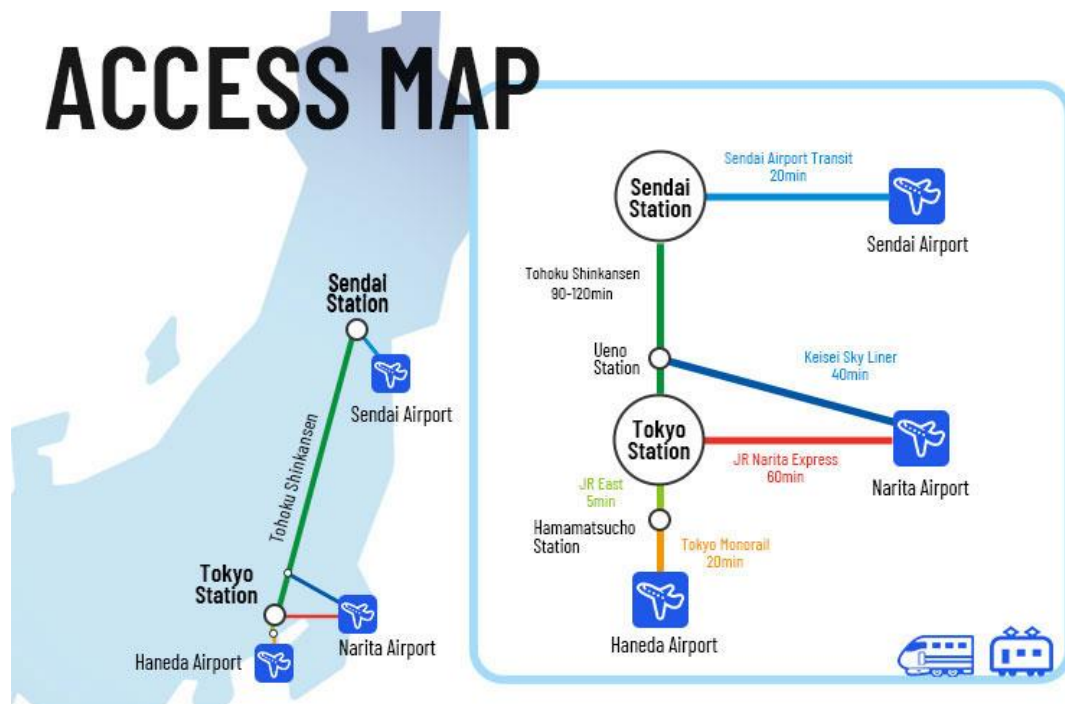 ACCESS MAP
Sendai
Station
Sendai Airport
Tohoku Shinkansen
Tokyo
Station
Narita Airport
Haneda Airport
Sendai
Station
Sendai Airport Transit
20min
Sendai Airport
Tohoku Shinkansen
90-120min
Ueno
Station
Keisei Sky Liner
40min
Tokyo
Station
JR Narita Express
60min
Narita Airport
JR East
5min
Hamamatsucho
Station
Tokyo Monorail
20min
Haneda Airport